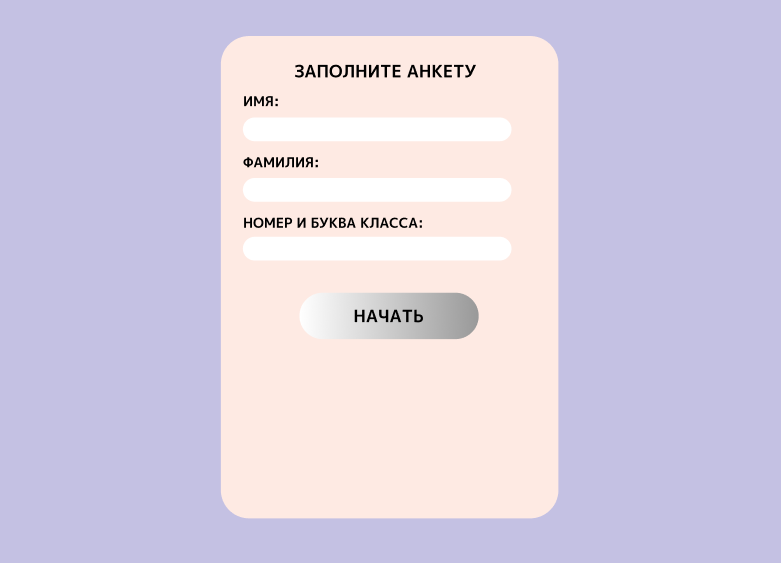 ЗАПОЛНИТЕ АНКЕТУ
ИМЯ:
ФАМИЛИЯ:
НОМЕР И БУКВА КЛАССА:
НАЧАТЬ